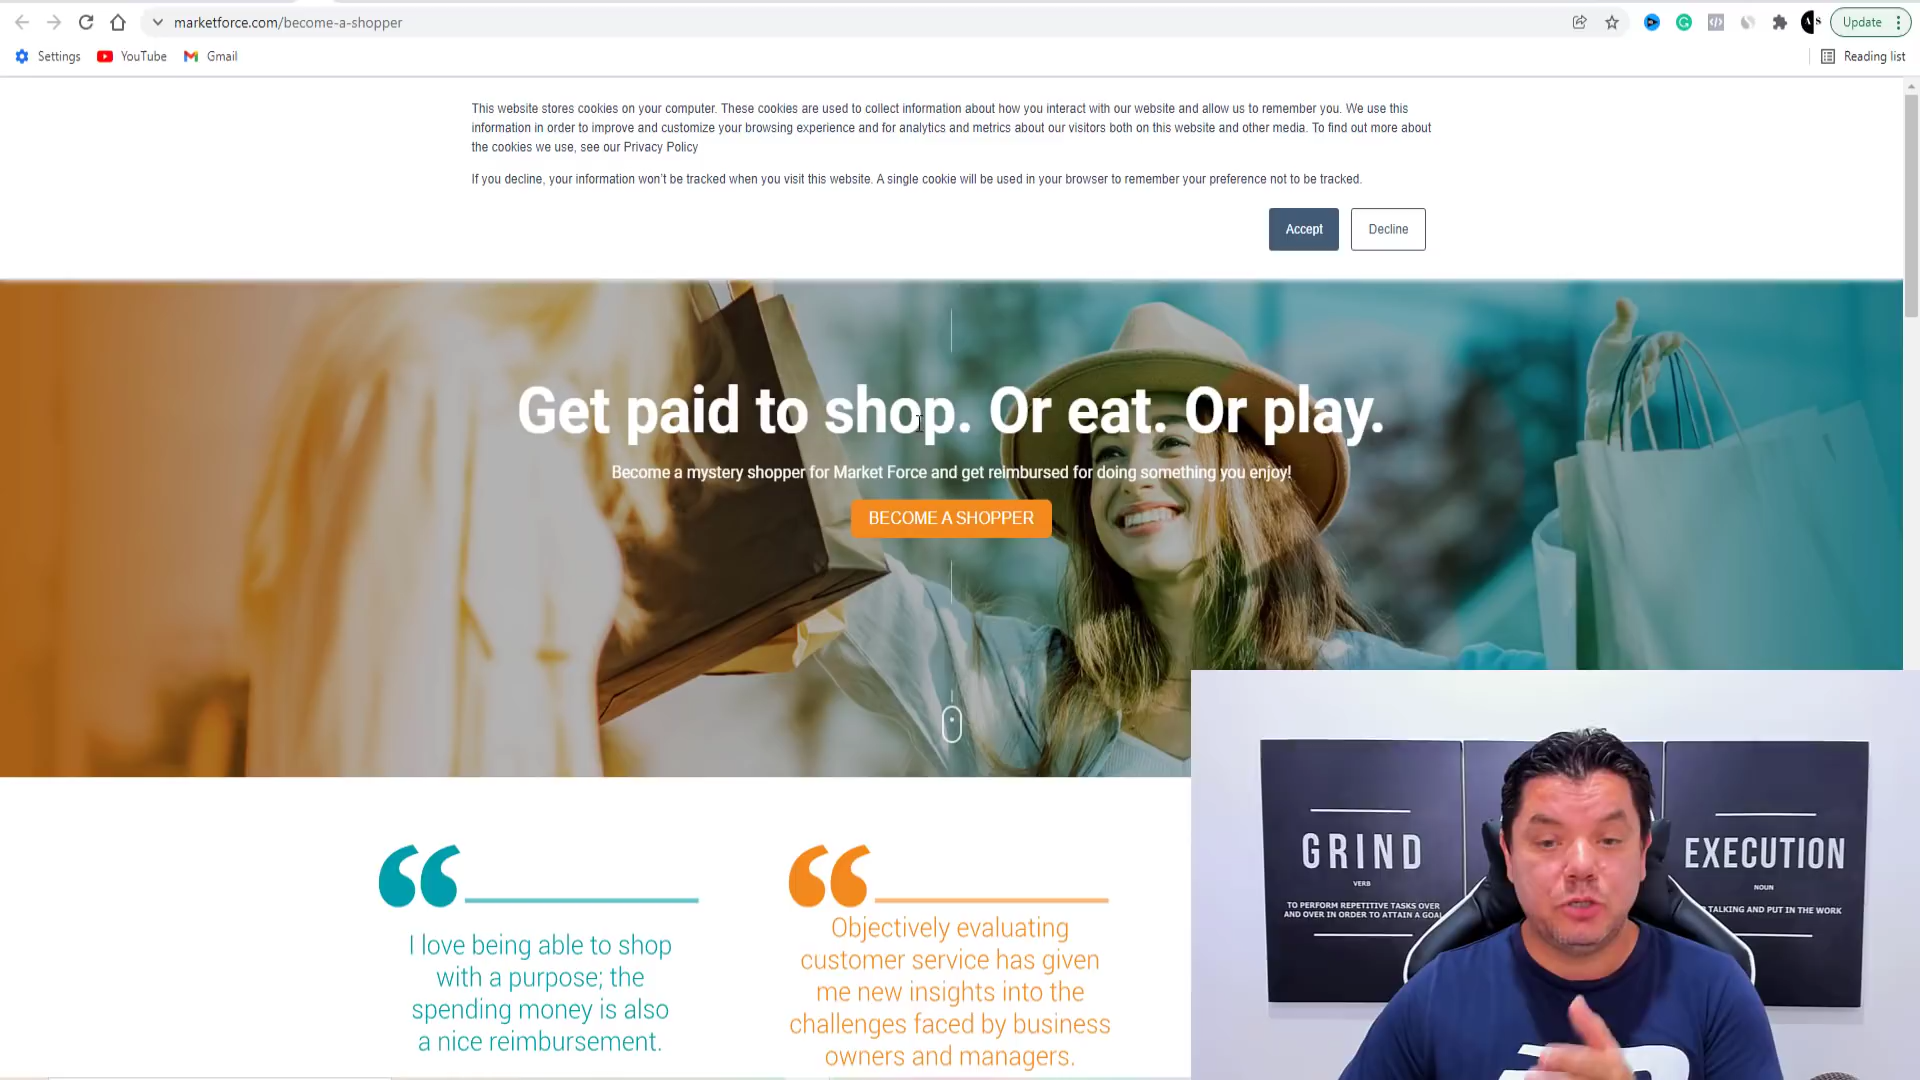 marketforce.com/become-a-shopper
Update
Settings
YouTube
Gmail
Reading list
This website stores cookies on your computer. These cookies are used to collect information about how you interact with our website and allow us to remember you. We use this
information in order to improve and customize your browsing experience and for analytics and metrics about our visitors both on this website and other media. To find out more about
the cookies we use, see our Privacy Policy
If you decline, your information won't be tracked when you visit this website. A single cookie will be used in your browser to remember your preference not to be tracked.
Accept
Decline
Get paid to shop. Or eat. Or play.
Become a mystery shopper for Market Force and get reimbursed for doing something you enjoy!
BECOME A SHOPPER
I love being able to shop
with a purpose; the
spending money is also
a nice reimbursement.
Objectively evaluating
customer service has given
me new insights into the
challenges faced by business
owners and managers.
GRIND
VERB
TO PERFORM REPETITIVE TASKS OVER
AND OVER IN ORDER TO ATTAIN A GOAL
EXECUTION
NOUN
TALKING AND PUT IN THE WORK